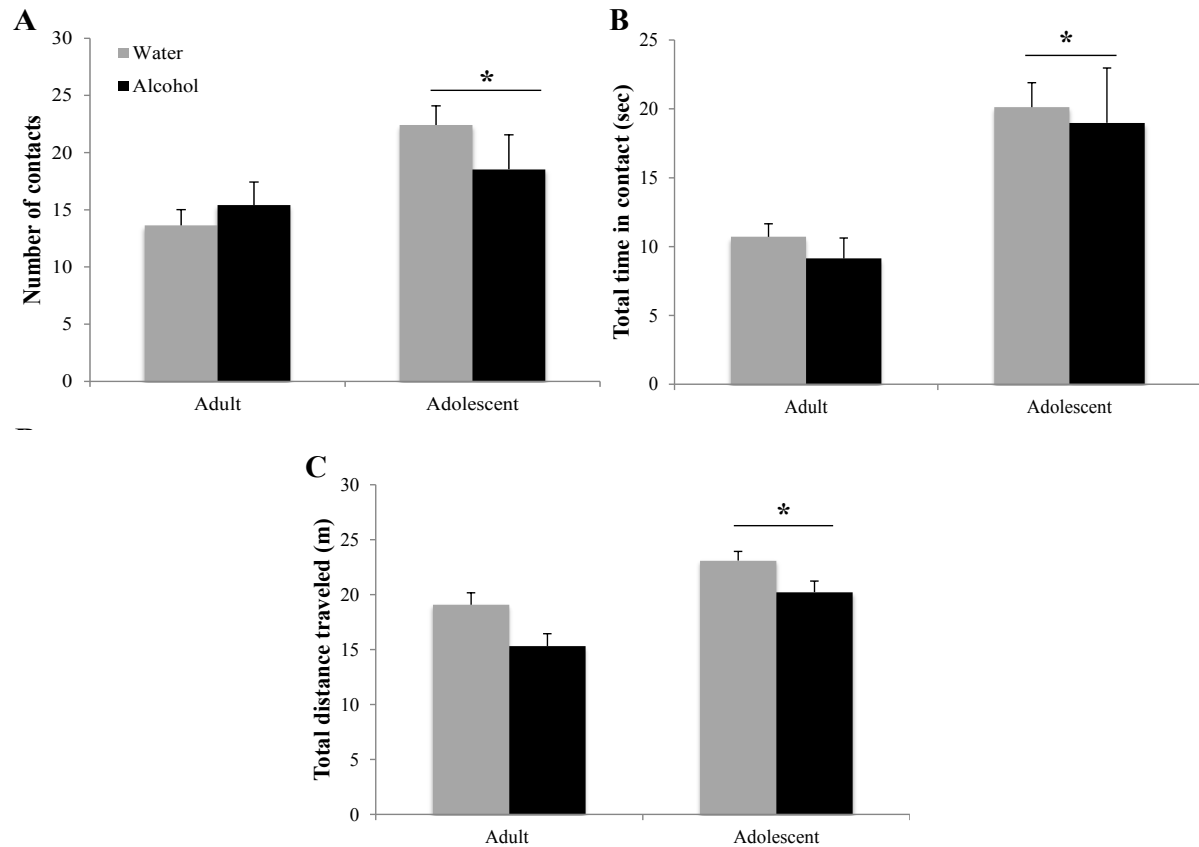 A
30
25
20
15
10
5
0
Number of contacts
Water
Alcohol
*
Adult
Adolescent
B
25
20
15
10
5
0
Total time in contact (sec)
*
Adult
Adolescent
C
30
25
20
15
10
5
0
Total distance traveled (m)
*
Adult
Adolescent